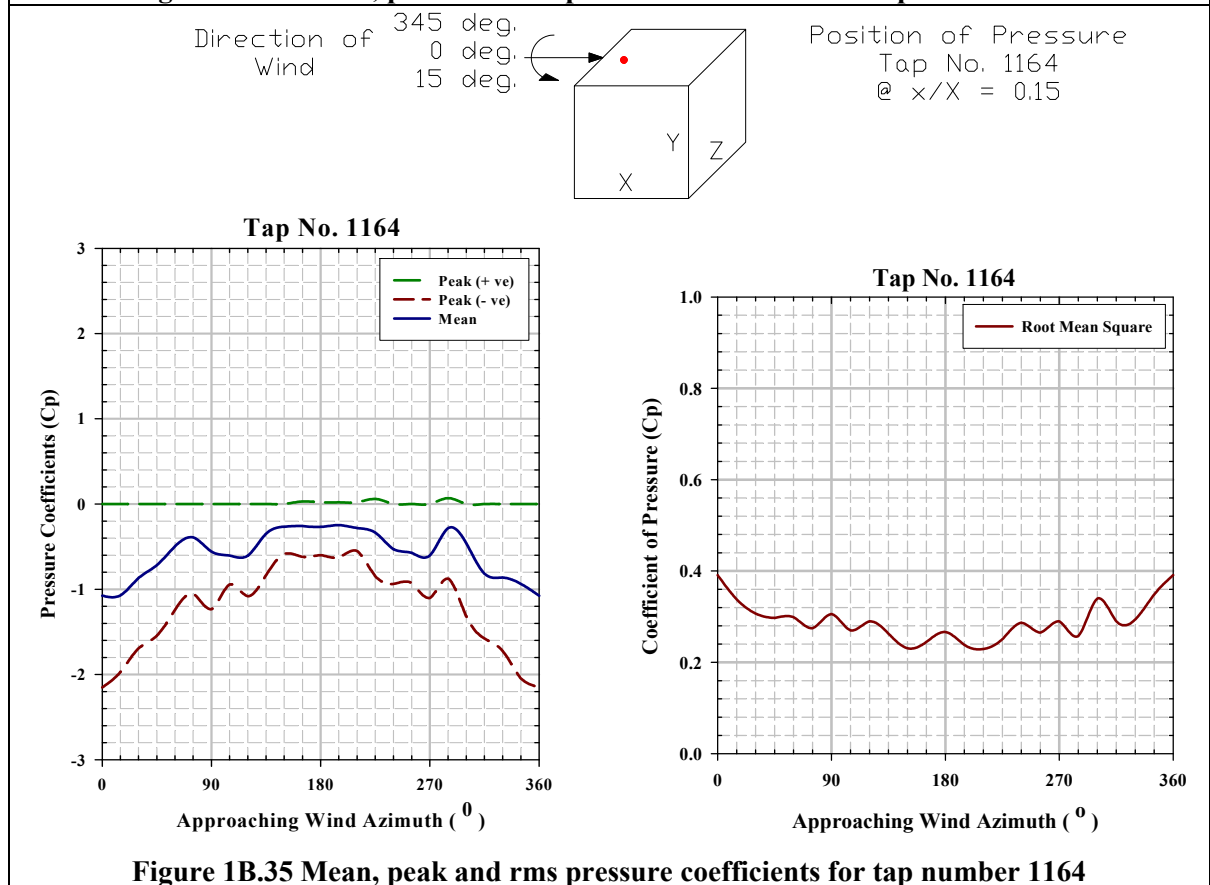 Direction of
Wind
345 deg.
0 deg.
15 deg.
Position of Pressure
Tap No. 1164
@ x/X = 0.15
Y
Z
X
Tap No. 1164
Peak (+ ve)
Peak (- ve)
Mean
3
2
1
0
-1
-2
-3
Pressure Coefficients (Cp)
0
90
180
270
360
Approaching Wind Azimuth ( 0 )
Tap No. 1164
Root Mean Square
1.0
0.8
0.6
0.4
0.2
0.0
Coefficient of Pressure (Cp)
0
90
180
270
360
Approaching Wind Azimuth ( o )
Figure 1B.35 Mean, peak and rms pressure coefficients for tap number 1164